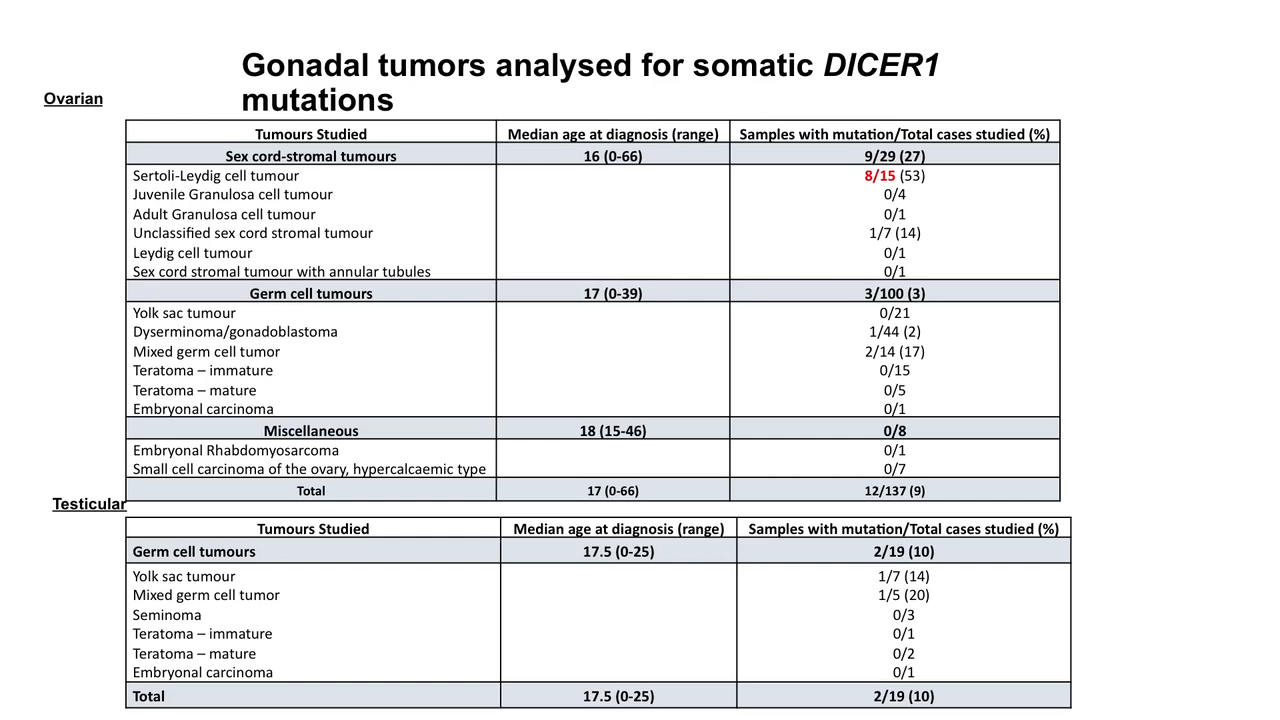 Gonadal tumors analysed for somatic DICER1
mutations
Ovarian
Tumours Studied Median age at diagnosis (range) Samples with mutation/Total cases studied (%)
Sex cord-stromal tumours 16 (0-66) 9/29 (27)
Sertoli-Leydig cell tumour 8/15 (53)
Juvenile Granulosa cell tumour 0/4
Adult Granulosa cell tumour 0/1
Unclassified sex cord stromal tumour 1/7 (14)
Leydig cell tumour 0/1
Sex cord stromal tumour with annular tubules 0/1
Germ cell tumours 17 (0-39) 3/100 (3)
Yolk sac tumour 0/21
Dyserminoma/gonadoblastoma 1/44 (2)
Mixed germ cell tumor 2/14 (17)
Teratoma – immature 0/15
Teratoma – mature 0/5
Embryonal carcinoma 0/1
Miscellaneous 18 (15-46) 0/8
Embryonal Rhabdomyosarcoma 0/1
Small cell carcinoma of the ovary, hypercalcaemic type 0/7
Total 17 (0-66) 12/137 (9)
Testicular
Tumours Studied Median age at diagnosis (range) Samples with mutation/Total cases studied (%)
Germ cell tumours 17.5 (0-25) 2/19 (10)
Yolk sac tumour 1/7 (14)
Mixed germ cell tumor 1/5 (20)
Seminoma 0/3
Teratoma – immature 0/1
Teratoma – mature 0/2
Embryonal carcinoma 0/1
Total 17.5 (0-25) 2/19 (10)